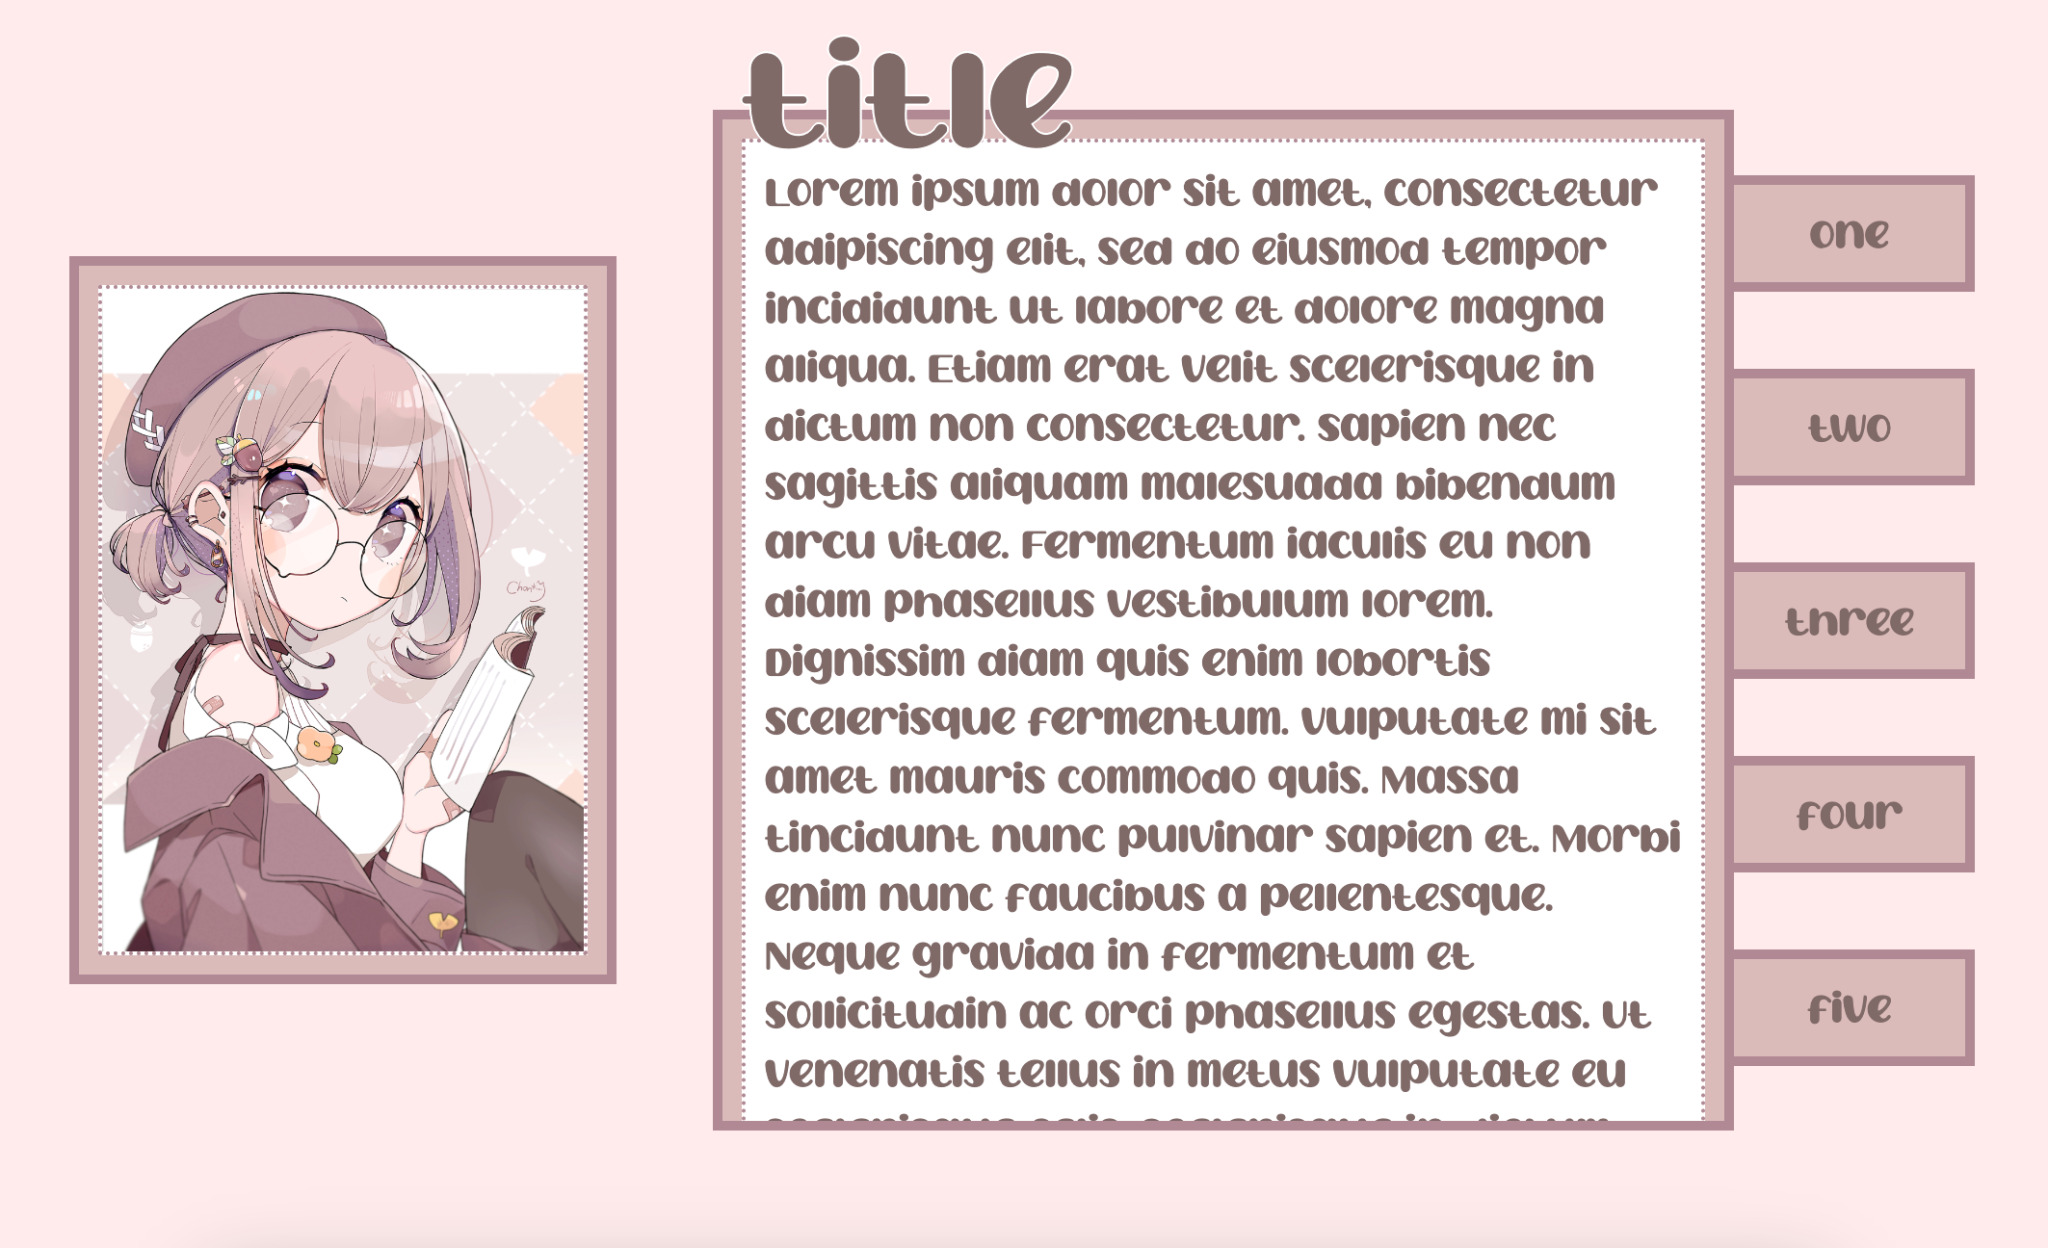 title
Lorem ipsum dolor sit amet, consectetur
adipiscing elit, sed do eiusmod tempor
incididunt ut labore et dolore magna
aliqua. Etiam erat velit scelerisque in
dictum non consectetur. Sapien nec
sagittis aliquam malesuada bibendum
arcu vitae. Fermentum iaculis eu non
diam phasellus vestibulum lorem.
Dignissim diam quis enim lobortis
scelerisque fermentum. Vulputate mi sit
amet mauris commodo quis. Massa
tincidunt nunc pulvinar sapien et. Morbi
enim nunc faucibus a pellentesque.
Neque gravida in fermentum et
sollicitudin ac orci phasellus egestas. Ut
venenatis tellus in metus vulputate eu
one
two
three
four
five